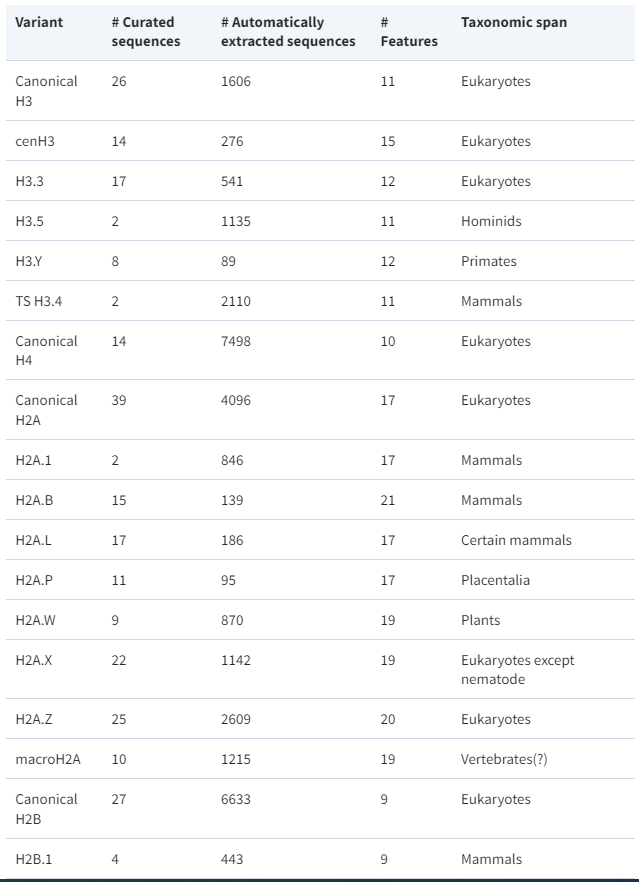 Variant # Curated sequences # Automatically extracted sequences # Features Taxonomic span
Canonical H3 26 1606 11 Eukaryotes
cenH3 14 276 15 Eukaryotes
H3.3 17 541 12 Eukaryotes
H3.5 2 1135 11 Hominids
H3.Y 8 89 12 Primates
TS H3.4 2 2110 11 Mammals
Canonical H4 14 7498 10 Eukaryotes
Canonical H2A 39 4096 17 Eukaryotes
H2A.1 2 846 17 Mammals
H2A.B 15 139 21 Mammals
H2A.L 17 186 17 Certain mammals
H2A.P 11 95 17 Placentalia
H2A.W 9 870 19 Plants
H2A.X 22 1142 19 Eukaryotes except nematode
H2A.Z 25 2609 20 Eukaryotes
macroH2A 10 1215 19 Vertebrates(?)
Canonical H2B 27 6633 9 Eukaryotes
H2B.1 4 443 9 Mammals